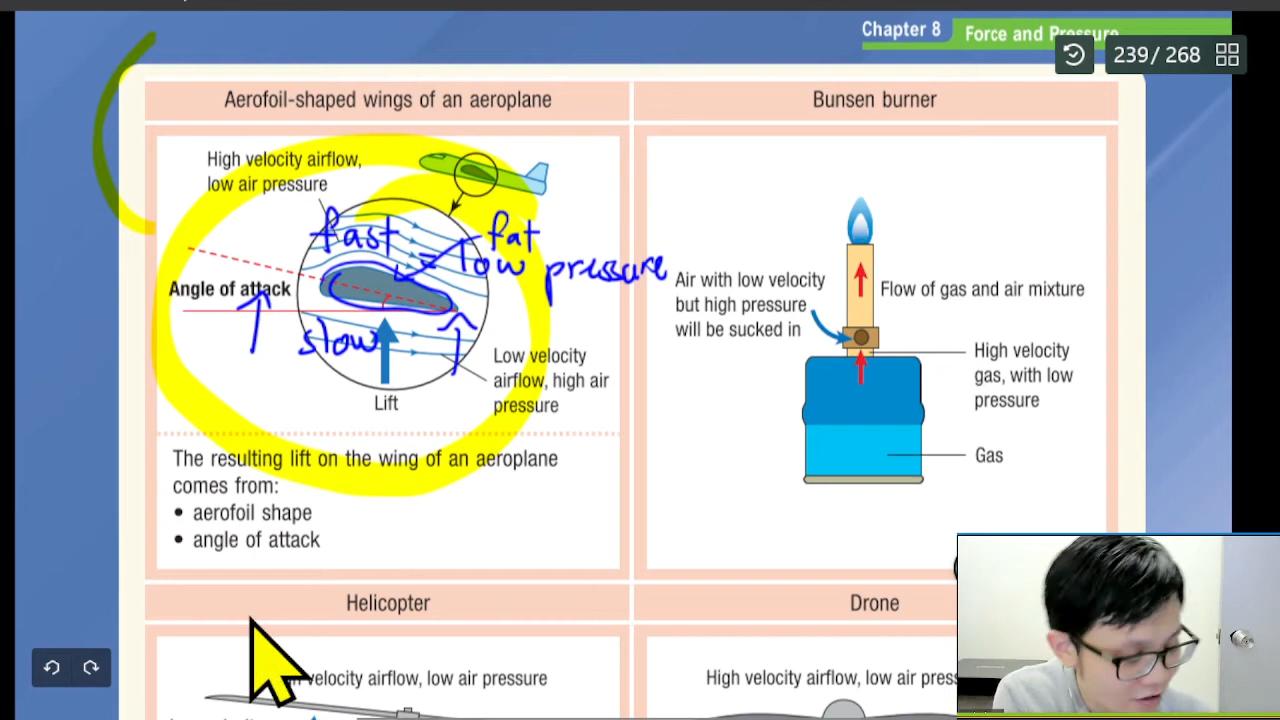 Chapter 8
Force and Pressure
239/ 268
Aerofoil-shaped wings of an aeroplane
High velocity airflow,
low air pressure
fast
fat
low pressure
Angle of attack
slow
Low velocity
airflow, high air
pressure
Lift
The resulting lift on the wing of an aeroplane
comes from:
• aerofoil shape
• angle of attack
Bunsen burner
Air with low velocity
but high pressure
will be sucked in
Flow of gas and air mixture
High velocity
gas, with low
pressure
Gas
Helicopter
velocity airflow, low air pressure
Drone
High velocity airflow, low air